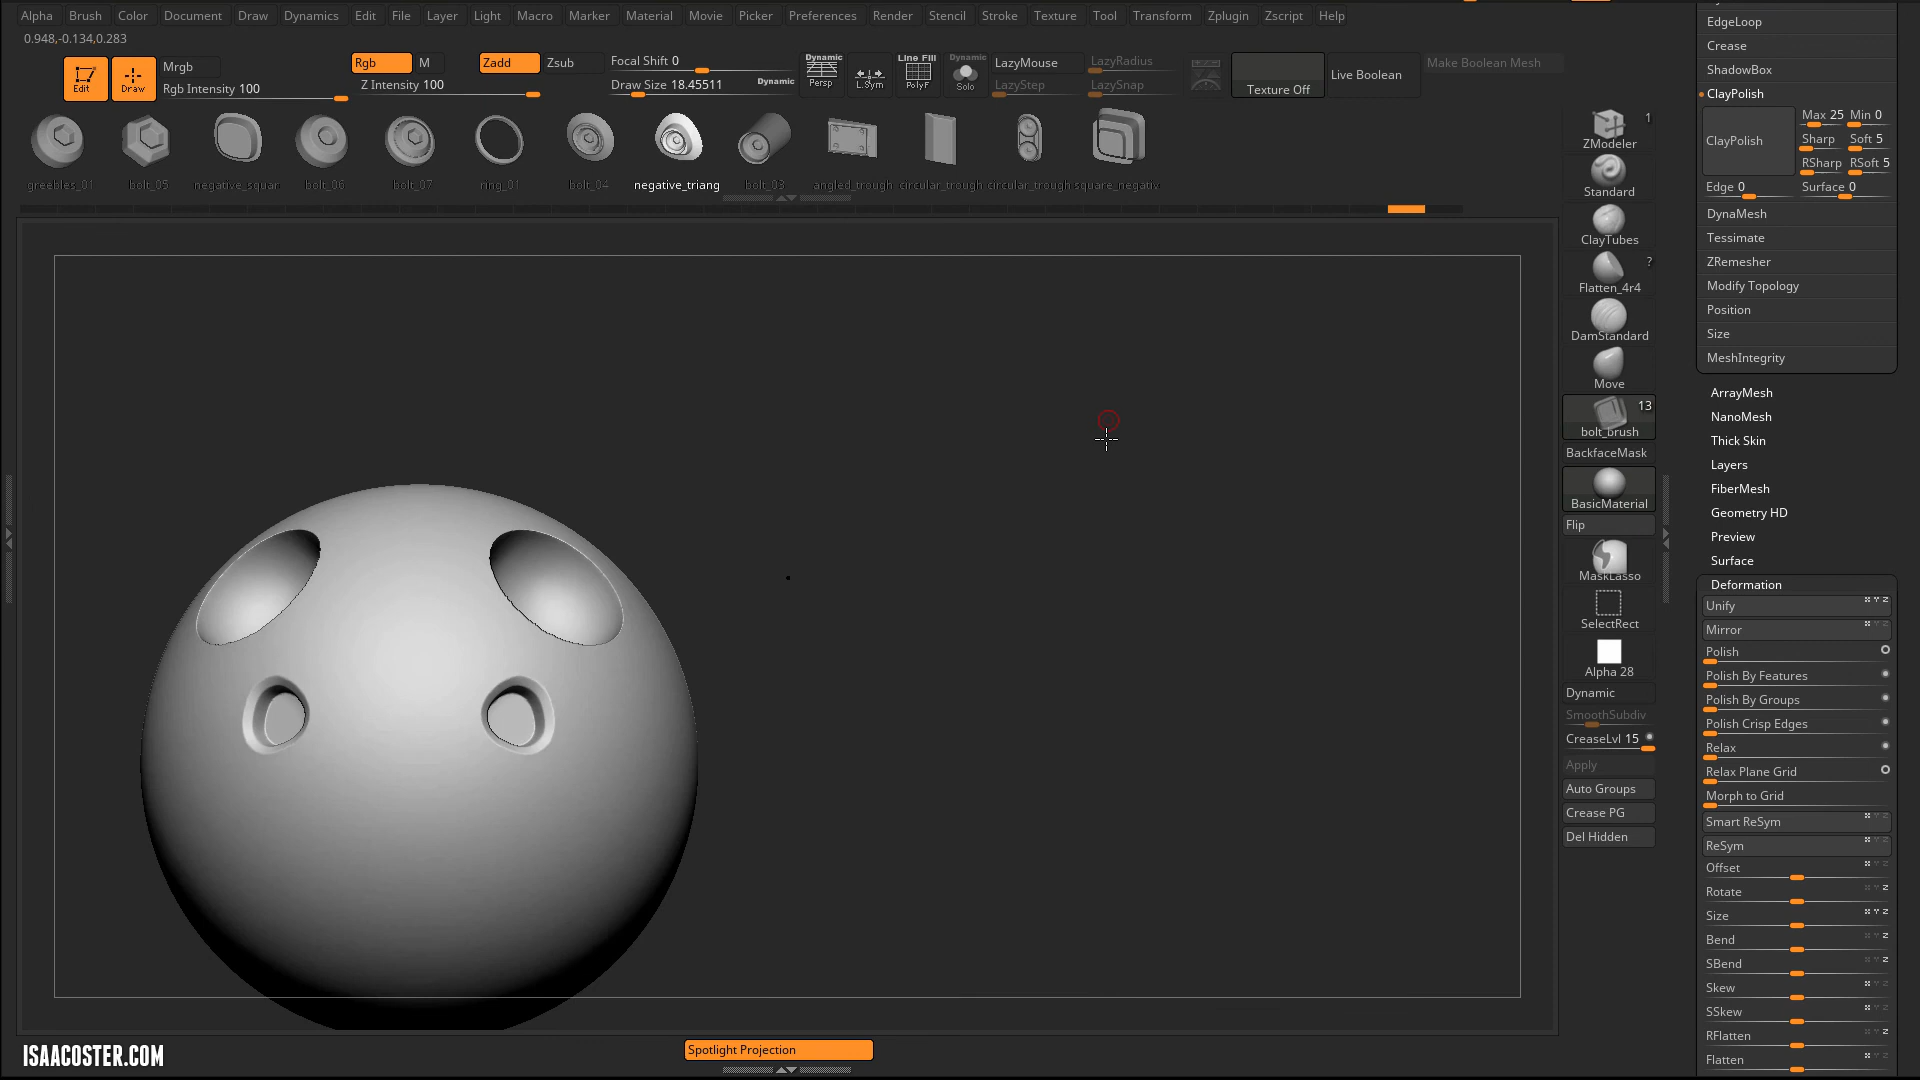 Alpha Brush Color Document Draw Dynamics Edit File Layer Light Macro Marker Material Movie Picker Preferences Render Stencil Stroke Texture Tool Transform Zplugin Zscript Help
0.948,-0.134,0.283
Edit
Draw
Mrgb
Rgb Intensity 100
Rgb M
Z Intensity 100
Zadd Zsub
Focal Shift 0
Draw Size 18.45511 Dynamic
Dynamic
Persp
L.Sym
Line Fill
PolyF
Dynamic
Solo
LazyMouse LazyRadius
LazyStep LazySnap
Texture Off
Live Boolean
Make Boolean Mesh
greebles_01 bolt_05 negative_squar bolt_06 bolt_07 ring_01 bolt_04 negative_triang bolt_03 angled_trough circular_trough circular_trough square_negativ
1
ZModeler
Standard
ClayTubes
?
Flatten_4r4
DamStandard
Move
13
bolt_brush
BackfaceMask
BasicMaterial
Flip
MaskLasso
SelectRect
Alpha 28
Dynamic
SmoothSubdiv
CreaseLvl 15
Apply
Auto Groups
Crease PG
Del Hidden
EdgeLoop
Crease
ShadowBox
ClayPolish
ClayPolish
Max 25 Min 0
Sharp Soft 5
RSharp RSoft 5
Edge 0 Surface 0
DynaMesh
Tessimate
ZRemesher
Modify Topology
Position
Size
MeshIntegrity
ArrayMesh
NanoMesh
Thick Skin
Layers
FiberMesh
Geometry HD
Preview
Surface
Deformation
Unify
Mirror
Polish
Polish By Features
Polish By Groups
Polish Crisp Edges
Relax
Relax Plane Grid
Morph to Grid
Smart ReSym
ReSym
Offset
Rotate
Size
Bend
SBend
Skew
SSkew
RFlatten
Flatten
ISAACOSTER.COM
Spotlight Projection